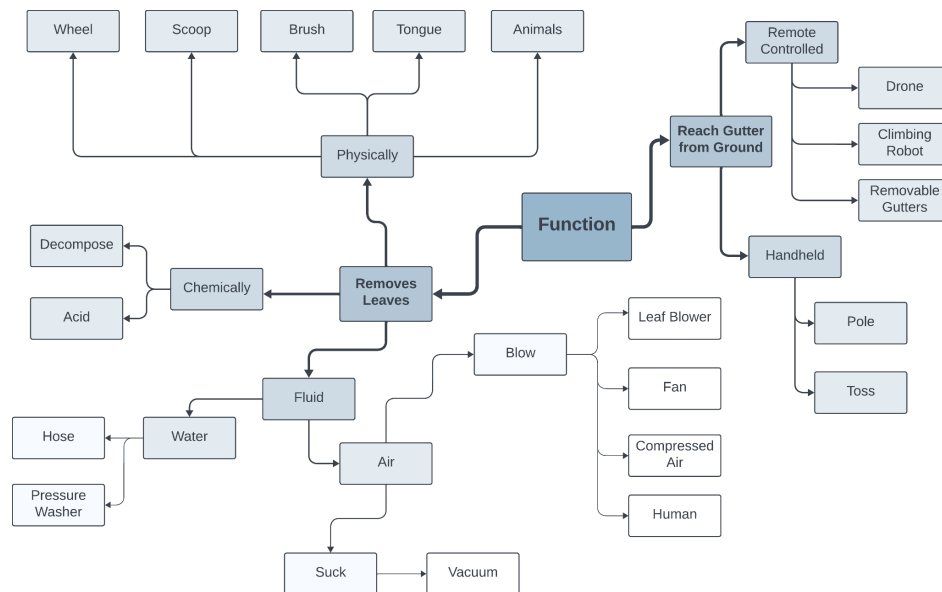 Wheel
Scoop
Brush
Tongue
Animals
Remote
Controlled
Drone
Reach Gutter
from Ground
Climbing
Robot
Physically
Removable
Gutters
Function
Decompose
Handheld
Chemically
Removes
Leaves
Acid
Leaf Blower
Pole
Blow
Fan
Toss
Fluid
Hose
Water
Air
Compressed
Air
Pressure
Washer
Human
Suck
Vacuum